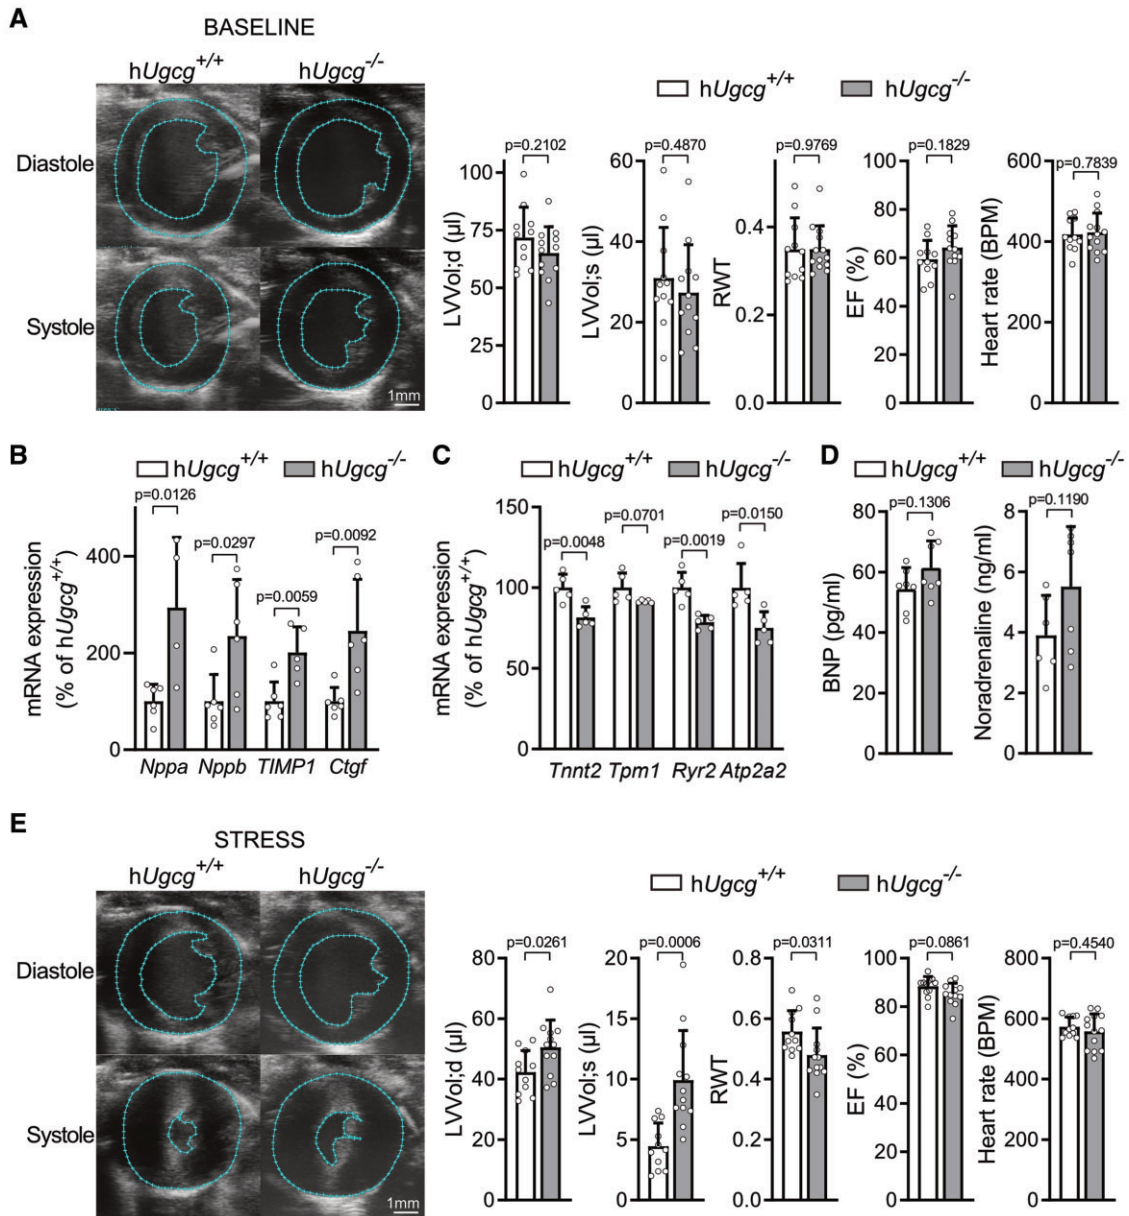 A
BASELINE
hUgcg+/+ hUgcg-/-
Diastole
Systole
1mm
hUgcg+/+ hUgcg-/-
p=0.2102
LVVol;d (µl)
100
75
50
25
0
p=0.4870
LVVol;s (µl)
60
40
20
0
p=0.9769
RWT
0.4
0.2
0.0
p=0.1829
EF (%)
100
80
60
40
20
0
p=0.7839
Heart rate (BPM)
600
400
200
0
B
hUgcg+/+ hUgcg-/-
mRNA expression
(% of hUgcg+/+)
400
200
0
p=0.0126
p=0.0297
p=0.0059
p=0.0092
Nppa Nppb TIMP1 Ctgf
C
hUgcg+/+ hUgcg-/-
mRNA expression
(% of hUgcg+/+)
150
100
50
0
p=0.0048
p=0.0701
p=0.0019
p=0.0150
Tnnt2 Tpm1 Ryr2 Atp2a2
D
hUgcg+/+ hUgcg-/-
p=0.1306
BNP (pg/ml)
80
60
40
20
0
p=0.1190
Noradrenaline (ng/ml)
8
6
4
2
0
E
STRESS
hUgcg+/+ hUgcg-/-
Diastole
Systole
1mm
hUgcg+/+ hUgcg-/-
p=0.0261
LVVol;d (µl)
80
60
40
20
0
p=0.0006
LVVol;s (µl)
20
15
10
5
0
p=0.0311
RWT
0.8
0.6
0.4
0.2
0.0
p=0.0861
EF (%)
100
80
60
40
20
0
p=0.4540
Heart rate (BPM)
800
600
400
200
0